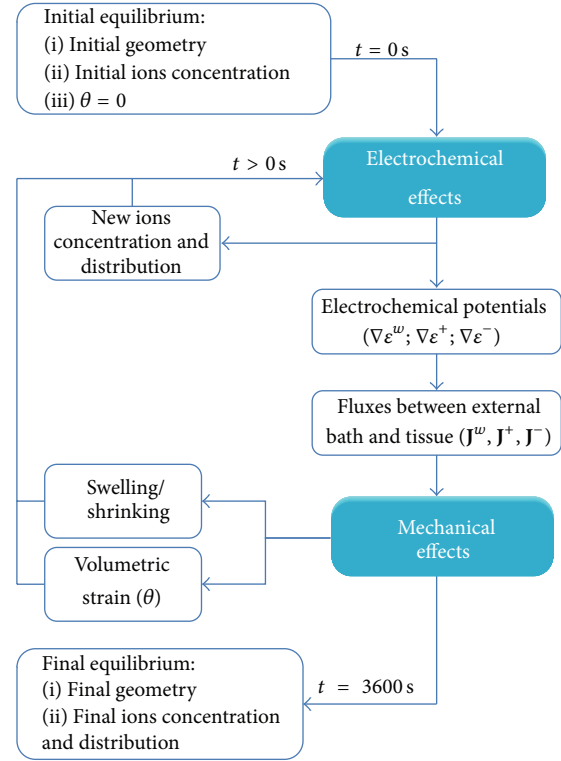 Initial equilibrium:
(i) Initial geometry
(ii) Initial ions concentration
(iii) θ = 0
t = 0 s
Electrochemical
effects
t > 0 s
New ions
concentration and
distribution
Electrochemical potentials
(∇ε^w; ∇ε^+; ∇ε^−)
Fluxes between external
bath and tissue (J^w, J^+, J^−)
Swelling/
shrinking
Mechanical
effects
Volumetric
strain (θ)
Final equilibrium:
(i) Final geometry
(ii) Final ions concentration
and distribution
t = 3600 s